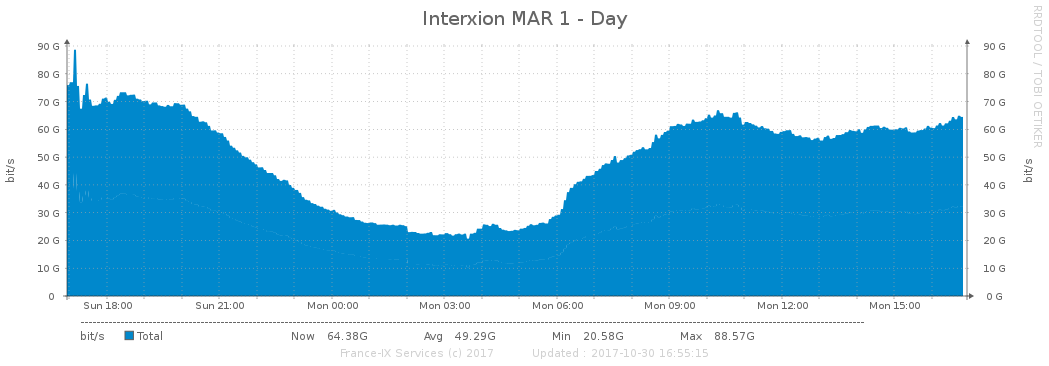 Interxion MAR 1 - Day
RRDTOOL / TOBI OETIKER
bit/s
90 G 90 G
80 G 80 G
70 G 70 G
60 G 60 G
50 G 50 G
40 G 40 G
30 G 30 G
20 G 20 G
10 G 10 G
0 0 G
bit/s
Sun 18:00 Sun 21:00 Mon 00:00 Mon 03:00 Mon 06:00 Mon 09:00 Mon 12:00 Mon 15:00
bit/s Total Now 64.38G Avg 49.29G Min 20.58G Max 88.57G
France-IX Services (c) 2017 Updated : 2017-10-30 16:55:15